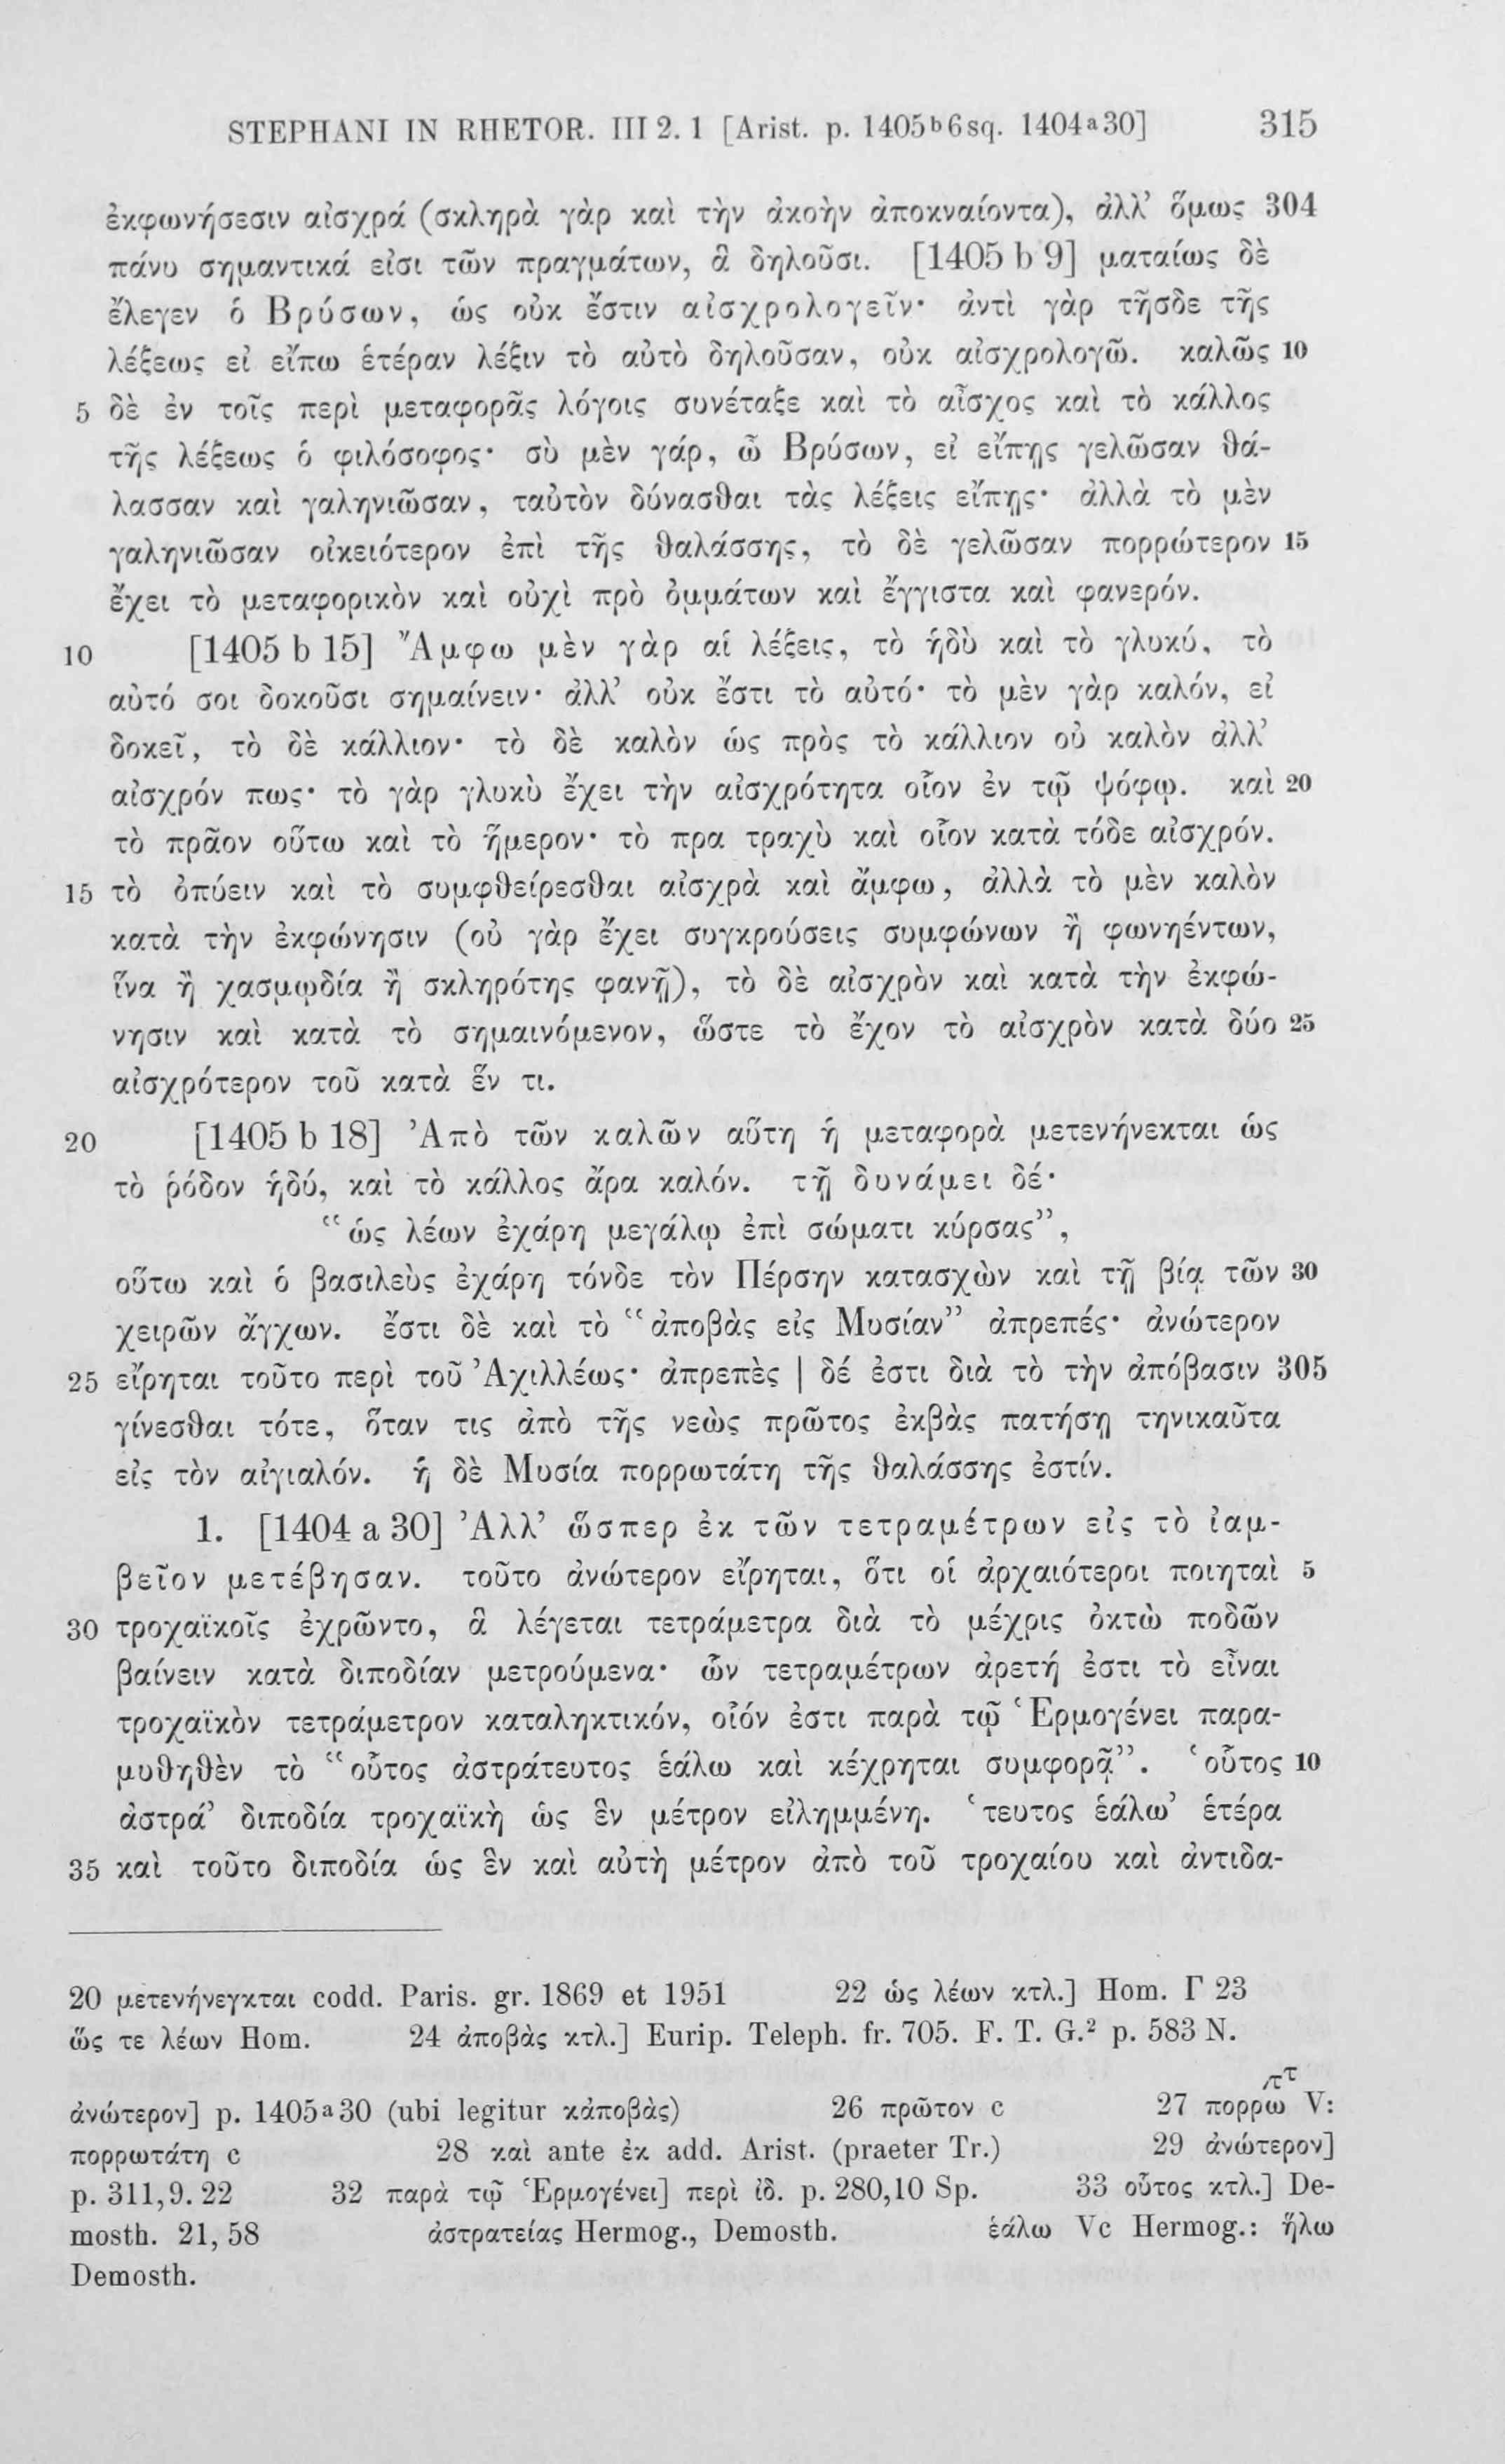 STEPHANI IN RHETOR. III 2. 1 [Arist. p. 1405ᵇ6sq. 1404ᵃ30] 315
ἐκφωνήσεσιν αἰσχρά (σκληρὰ γὰρ καὶ τὴν ἀκοὴν ἀποκναίοντα), ἀλλ’ ὅμως 304
πάνυ σημαντικά εἰσι τῶν πραγμάτων, ἃ δηλοῦσι. [1405 b 9] ματαίως δὲ
ἔλεγεν ὁ Βρύσων, ὡς οὐκ ἔστιν αἰσχρολογεῖν· ἀντὶ γὰρ τῆσδε τῆς
λέξεως εἰ εἴπω ἑτέραν λέξιν τὸ αὐτὸ δηλοῦσαν, οὐκ αἰσχρολογῶ. καλῶς 10
5 δὲ ἐν τοῖς περὶ μεταφορᾶς λόγοις συνέταξε καὶ τὸ αἶσχος καὶ τὸ κάλλος
τῆς λέξεως ὁ φιλόσοφος· σὺ μὲν γάρ, ὦ Βρύσων, εἰ εἴπῃς γελῶσαν θά-
λασσαν καὶ γαληνιῶσαν, ταὐτὸν δύνασθαι τὰς λέξεις εἴπῃς· ἀλλὰ τὸ μὲν
γαληνιῶσαν οἰκειότερον ἐπὶ τῆς θαλάσσης, τὸ δὲ γελῶσαν πορρώτερον 15
ἔχει τὸ μεταφορικὸν καὶ οὐχὶ πρὸ ὀμμάτων καὶ ἔγγιστα καὶ φανερόν.
10 [1405 b 15] Ἄμφω μὲν γὰρ αἱ λέξεις, τὸ ἡδὺ καὶ τὸ γλυκύ, τὸ
αὐτό σοι δοκοῦσι σημαίνειν· ἀλλ’ οὐκ ἔστι τὸ αὐτό· τὸ μὲν γὰρ καλόν, εἰ
δοκεῖ, τὸ δὲ κάλλιον· τὸ δὲ καλὸν ὡς πρὸς τὸ κάλλιον οὐ καλὸν ἀλλ’
αἰσχρόν πως· τὸ γὰρ γλυκὺ ἔχει τὴν αἰσχρότητα οἷον ἐν τῷ ψόφῳ. καὶ 20
τὸ πρᾶον οὕτω καὶ τὸ ἥμερον· τὸ πρα τραχὺ καὶ οἷον κατὰ τόδε αἰσχρόν.
15 τὸ ὀπύειν καὶ τὸ συμφθείρεσθαι αἰσχρὰ καὶ ἄμφω, ἀλλὰ τὸ μὲν καλὸν
κατὰ τὴν ἐκφώνησιν (οὐ γὰρ ἔχει συγκρούσεις συμφώνων ἢ φωνηέντων,
ἵνα ἢ χασμῳδία ἢ σκληρότης φανῇ), τὸ δὲ αἰσχρὸν καὶ κατὰ τὴν ἐκφώ-
νησιν καὶ κατὰ τὸ σημαινόμενον, ὥστε τὸ ἔχον τὸ αἰσχρὸν κατὰ δύο 25
αἰσχρότερον τοῦ κατὰ ἕν τι.
20 [1405 b 18] Ἀπὸ τῶν καλῶν αὕτη ἡ μεταφορὰ μετενήνεκται ὡς
τὸ ῥόδον ἡδύ, καὶ τὸ κάλλος ἄρα καλόν. τῇ δυνάμει δέ·
“ὡς λέων ἐχάρη μεγάλῳ ἐπὶ σώματι κύρσας”,
οὕτω καὶ ὁ βασιλεὺς ἐχάρη τόνδε τὸν Πέρσην κατασχὼν καὶ τῇ βίᾳ τῶν 30
χειρῶν ἄγχων. ἔστι δὲ καὶ τὸ “ἀποβὰς εἰς Μυσίαν” ἀπρεπές· ἀνώτερον
25 εἴρηται τοῦτο περὶ τοῦ Ἀχιλλέως· ἀπρεπὲς | δέ ἐστι διὰ τὸ τὴν ἀπόβασιν 305
γίνεσθαι τότε, ὅταν τις ἀπὸ τῆς νεὼς πρῶτος ἐκβὰς πατήσῃ τηνικαῦτα
εἰς τὸν αἰγιαλόν. ἡ δὲ Μυσία πορρωτάτη τῆς θαλάσσης ἐστίν.
1. [1404 a 30] Ἀλλ’ ὥσπερ ἐκ τῶν τετραμέτρων εἰς τὸ ἰαμ-
βεῖον μετέβησαν. τοῦτο ἀνώτερον εἴρηται, ὅτι οἱ ἀρχαιότεροι ποιηταὶ 5
30 τροχαϊκοῖς ἐχρῶντο, ἃ λέγεται τετράμετρα διὰ τὸ μέχρις ὀκτὼ ποδῶν
βαίνειν κατὰ διποδίαν μετρούμενα· ὧν τετραμέτρων ἀρετή ἐστι τὸ εἶναι
τροχαϊκὸν τετράμετρον καταληκτικόν, οἷόν ἐστι παρὰ τῷ Ἑρμογένει παρα-
μυθηθὲν τὸ “οὗτος ἀστράτευτος ἑάλω καὶ κέχρηται συμφορᾷ”. ‘οὗτος 10
ἀστρά’ διποδία τροχαϊκὴ ὡς ἓν μέτρον εἰλημμένη. ‘τευτος ἑάλω’ ἑτέρα
35 καὶ τοῦτο διποδία ὡς ἓν καὶ αὐτὴ μέτρον ἀπὸ τοῦ τροχαίου καὶ ἀντιδα-
20 μετενήνεγκται codd. Paris. gr. 1869 et 1951 22 ὡς λέων κτλ.] Hom. Γ 23
ὥς τε λέων Hom. 24 ἀποβὰς κτλ.] Eurip. Teleph. fr. 705. F. T. G.² p. 583 N.
ἀνώτερον] p. 1405ᵃ30 (ubi legitur κἀποβὰς) 26 πρῶτον c 27 πορρω V:
πορρωτάτη c 28 καὶ ante ἐκ add. Arist. (praeter Tr.) 29 ἀνώτερον]
p. 311,9. 22 32 παρὰ τῷ Ἑρμογένει] περὶ ἰδ. p. 280,10 Sp. 33 οὗτος κτλ.] De-
mosth. 21, 58 ἀστρατείας Hermog., Demosth. ἑάλω Vc Hermog.: ἥλω
Demosth.